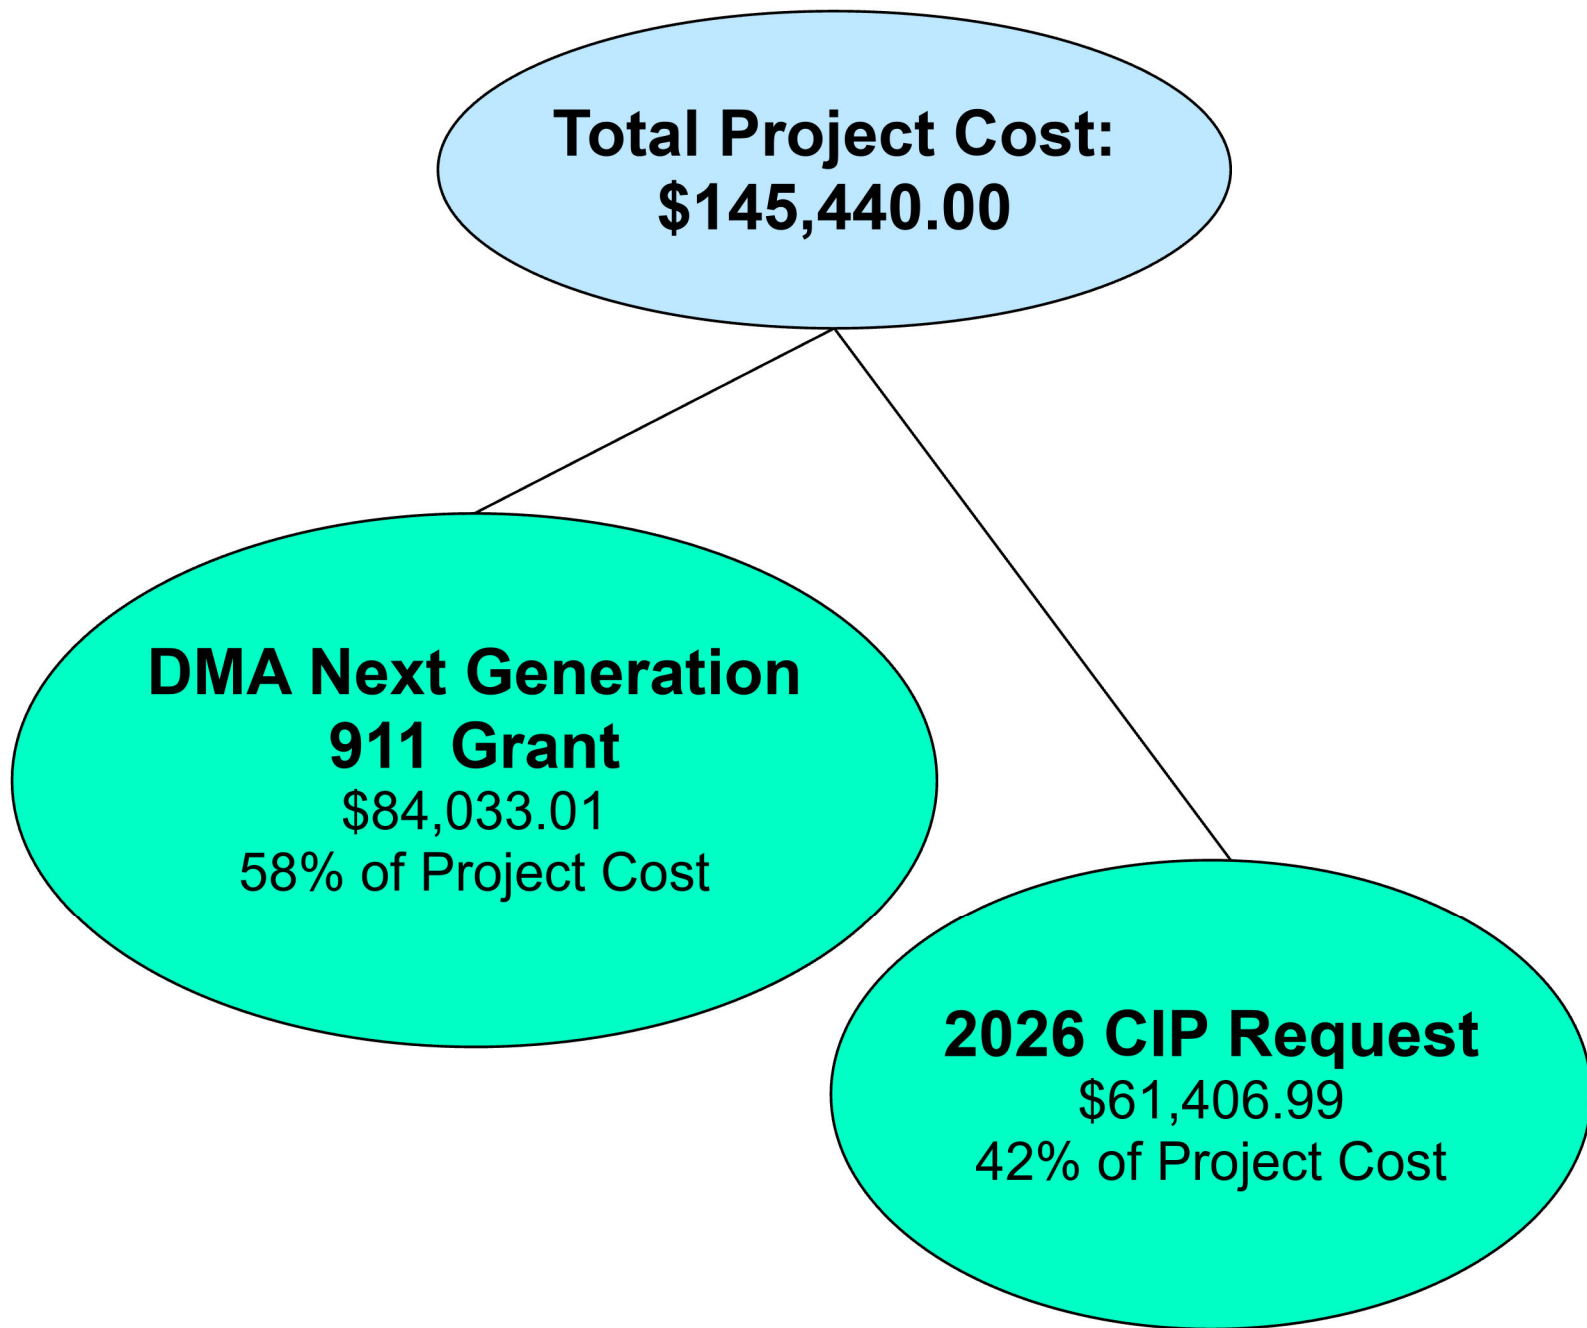 Total Project Cost:
$145,440.00
DMA Next Generation
911 Grant
$84,033.01
58% of Project Cost
2026 CIP Request
$61,406.99
42% of Project Cost